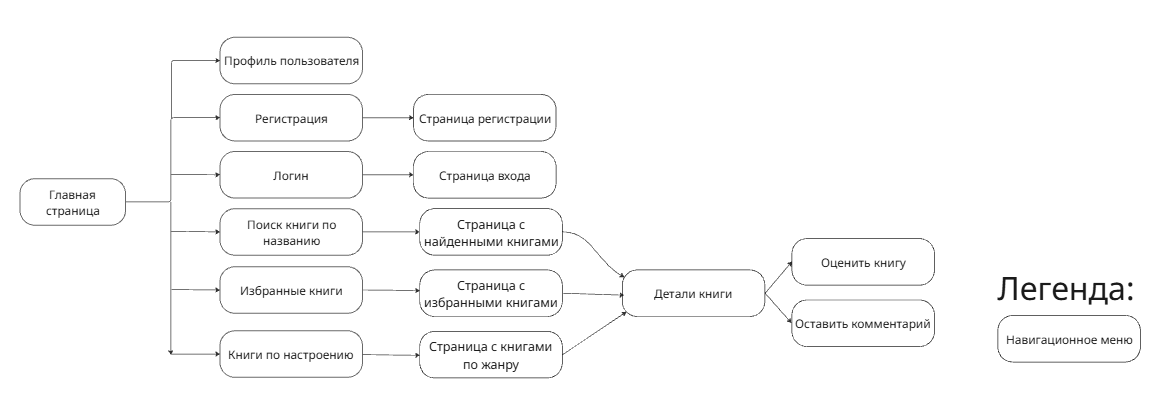 Профиль пользователя
Регистрация
Страница регистрации
Логин
Страница входа
Главная
страница
Поиск книги по
названию
Страница с
найденными книгами
Избранные книги
Страница с
избранными книгами
Книги по настроению
Страница с книгами
по жанру
Детали книги
Оценить книгу
Оставить комментарий
Легенда:
Навигационное меню